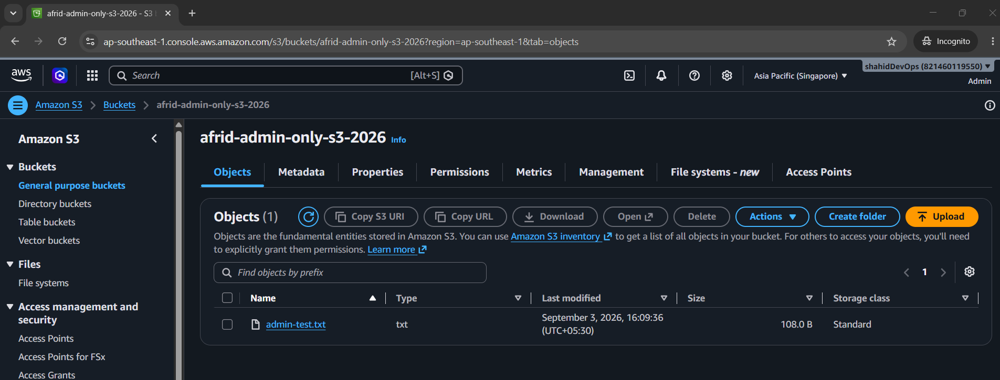 afrid-admin-only-s3-2026 - S3
ap-southeast-1.console.aws.amazon.com/s3/buckets/afrid-admin-only-s3-2026?region=ap-southeast-1&tab=objects
Incognito
aws
Search
[Alt+S]
Asia Pacific (Singapore)
shahidDevOps (821460119550)
Admin
Amazon S3
Buckets
afrid-admin-only-s3-2026
Amazon S3
Buckets
General purpose buckets
Directory buckets
Table buckets
Vector buckets
Files
File systems
Access management and
security
Access Points
Access Points for FSx
Access Grants
afrid-admin-only-s3-2026 Info
Objects
Metadata
Properties
Permissions
Metrics
Management
File systems - new
Access Points
Objects (1)
Copy S3 URI
Copy URL
Download
Open
Delete
Actions
Create folder
Upload
Objects are the fundamental entities stored in Amazon S3. You can use Amazon S3 inventory to get a list of all objects in your bucket. For others to access your objects, you'll need
to explicitly grant them permissions. Learn more
Find objects by prefix
1
Name
Type
Last modified
Size
Storage class
admin-test.txt
txt
September 3, 2026, 16:09:36
(UTC+05:30)
108.0 B
Standard